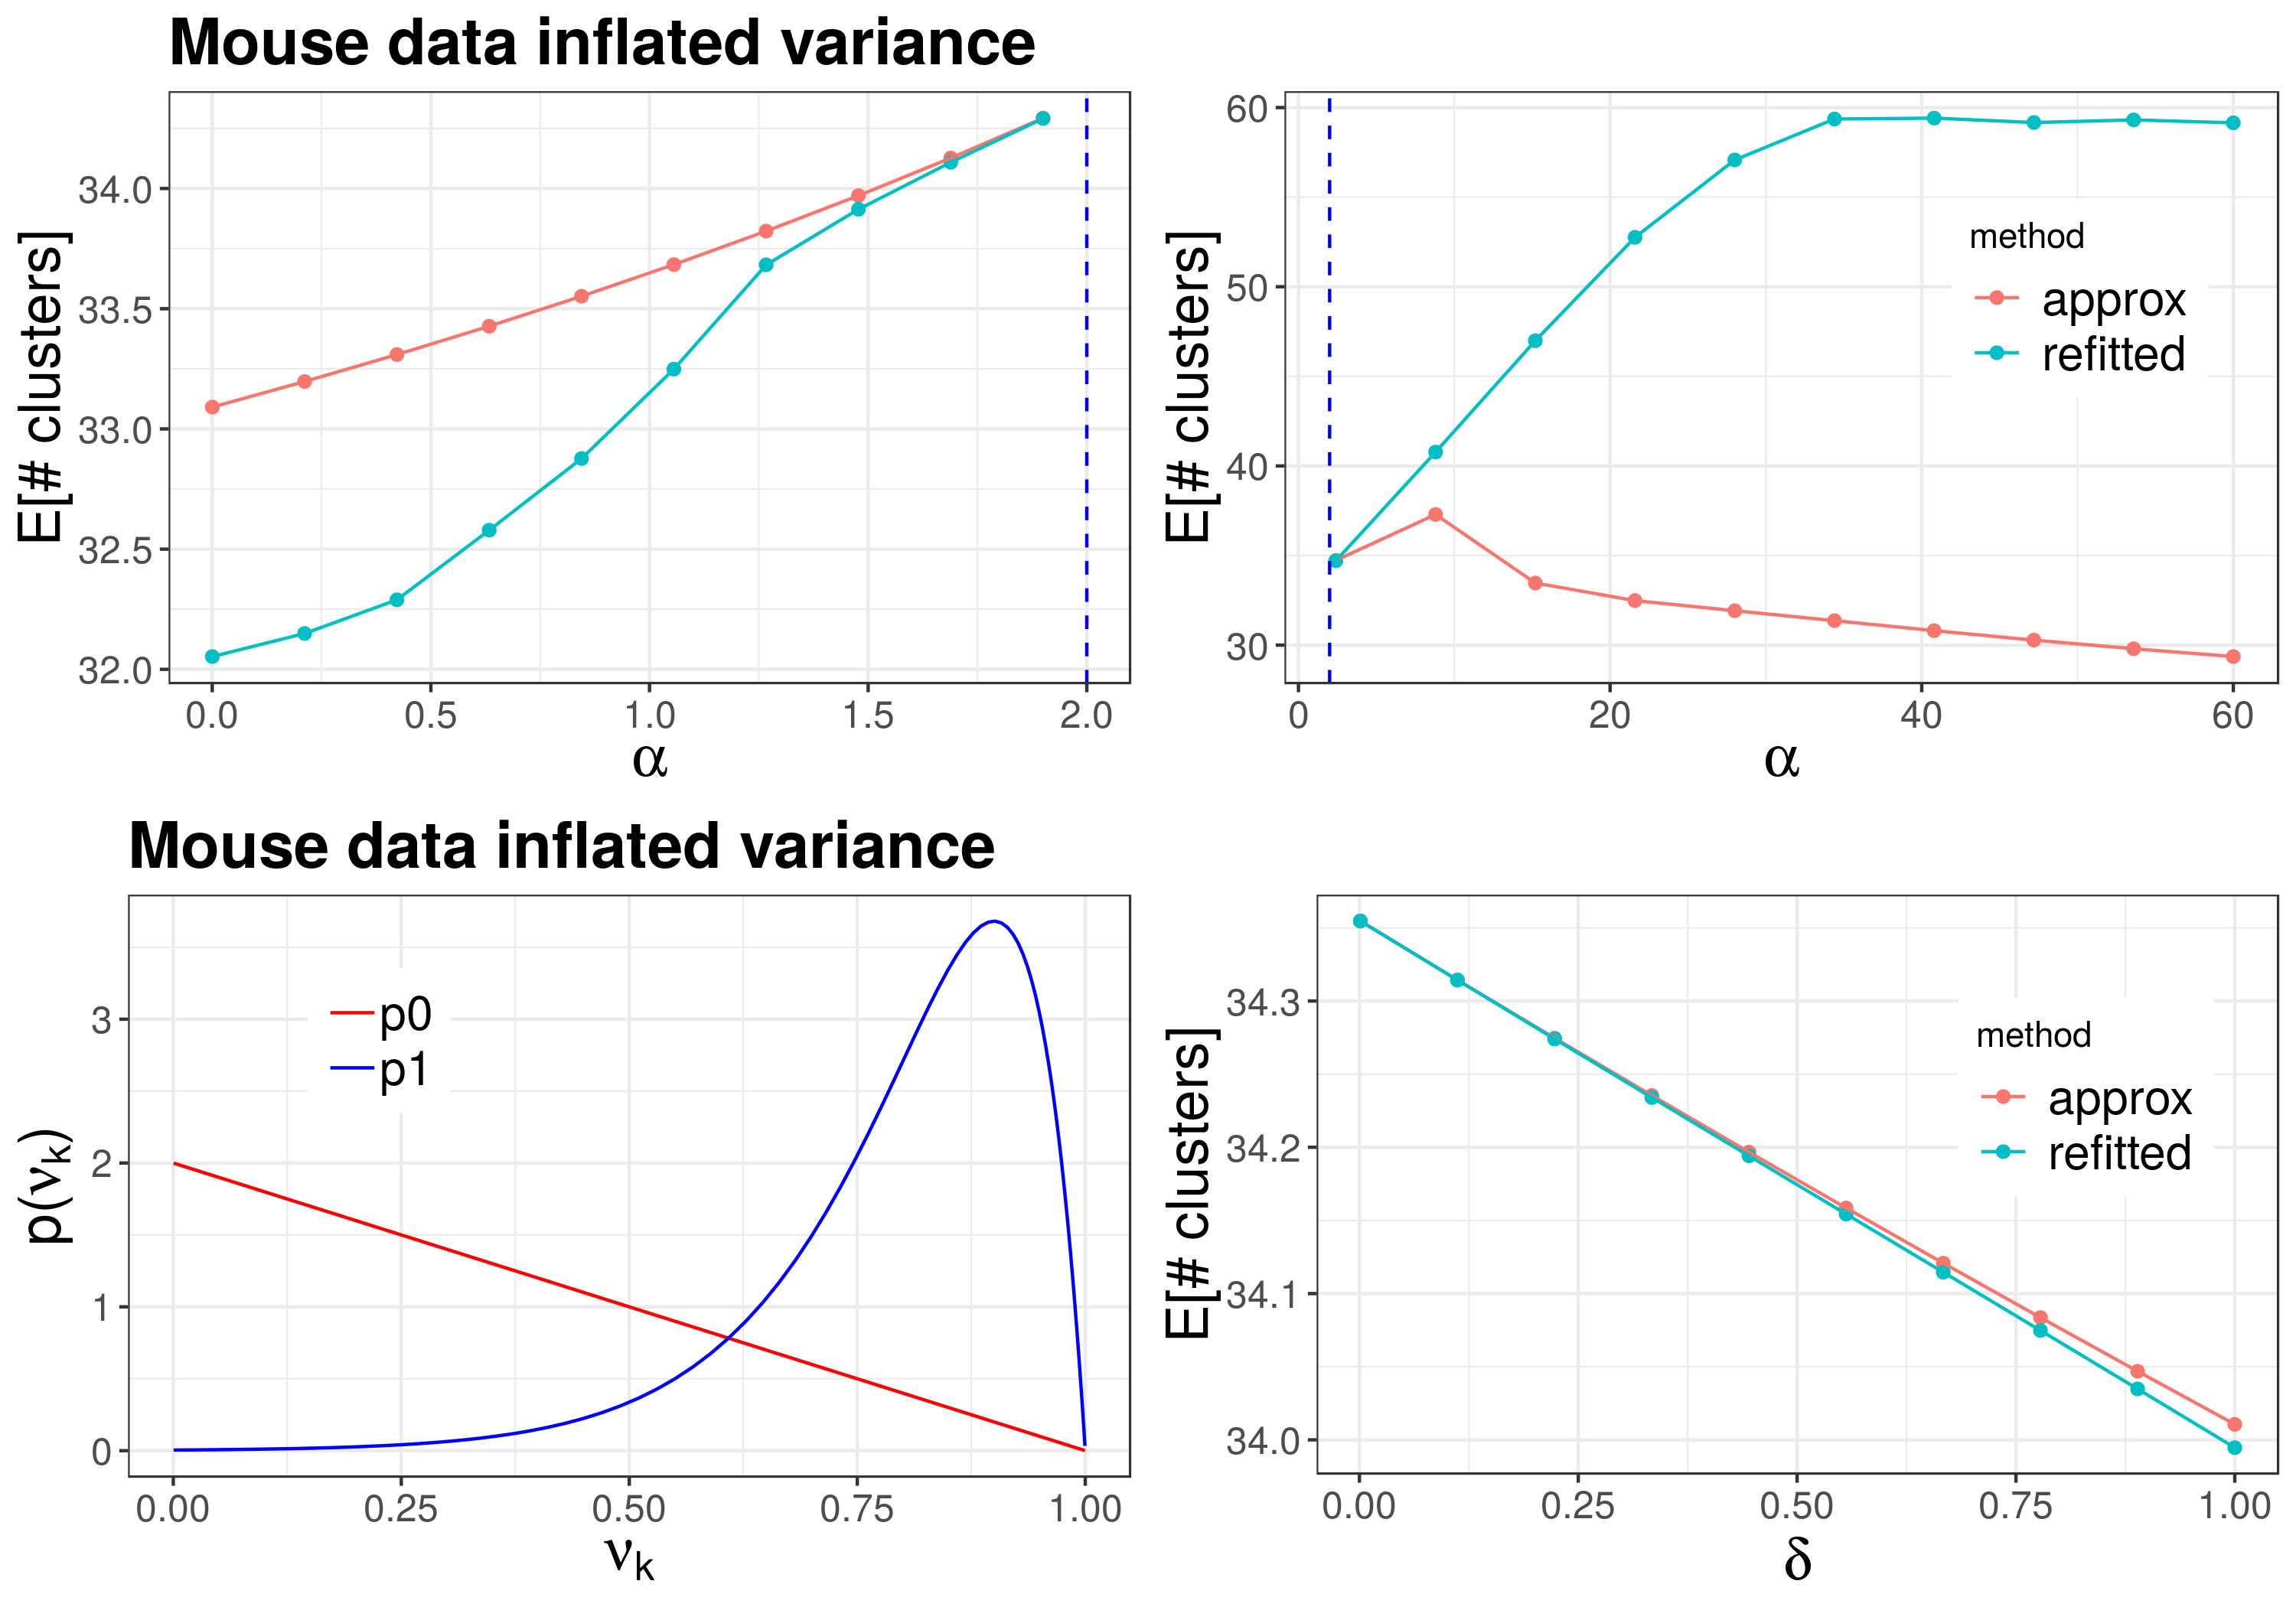 Mouse data inflated variance
E[# clusters]
34.0
33.5
33.0
32.5
32.0
0.0 0.5 1.0 1.5 2.0
α
E[# clusters]
60
50
40
30
0 20 40 60
α
method
approx
refitted
Mouse data inflated variance
p(νk)
3
2
1
0
0.00 0.25 0.50 0.75 1.00
νk
p0
p1
E[# clusters]
34.3
34.2
34.1
34.0
0.00 0.25 0.50 0.75 1.00
δ
method
approx
refitted